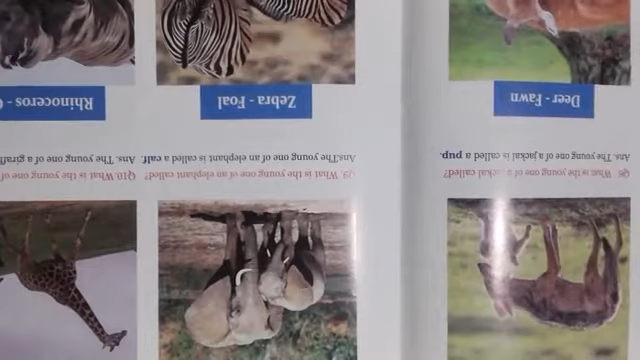 What is the young one of a jackal called?
Ans. The young one of a jackal is called a pup.
Deer - Fawn
Q9. What is the young one of an elephant called?
Ans.The young one of an elephant is called a calf.
Zebra - Foal
Q10.What is the young one of
Ans. The young one of a
Rhinoceros -